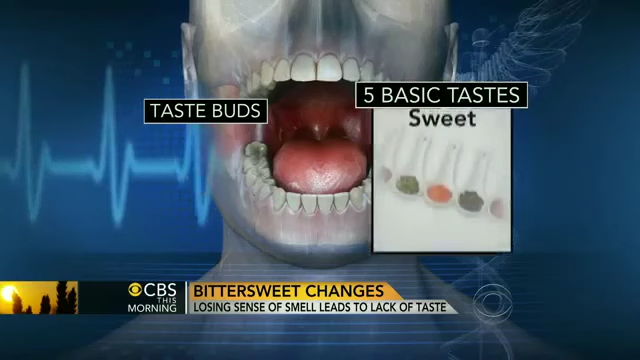 TASTE BUDS
5 BASIC TASTES
Sweet
CBS
THIS
MORNING
BITTERSWEET CHANGES
LOSING SENSE OF SMELL LEADS TO LACK OF TASTE